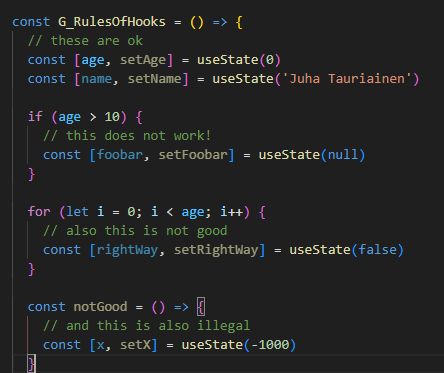 const G_RulesOfHooks = () => {
  // these are ok
  const [age, setAge] = useState(0)
  const [name, setName] = useState('Juha Tauriainen')

  if (age > 10) {
    // this does not work!
    const [foobar, setFoobar] = useState(null)
  }

  for (let i = 0; i < age; i++) {
    // also this is not good
    const [rightWay, setRightWay] = useState(false)
  }

  const notGood = () => {
    // and this is also illegal
    const [x, setX] = useState(-1000)
  }